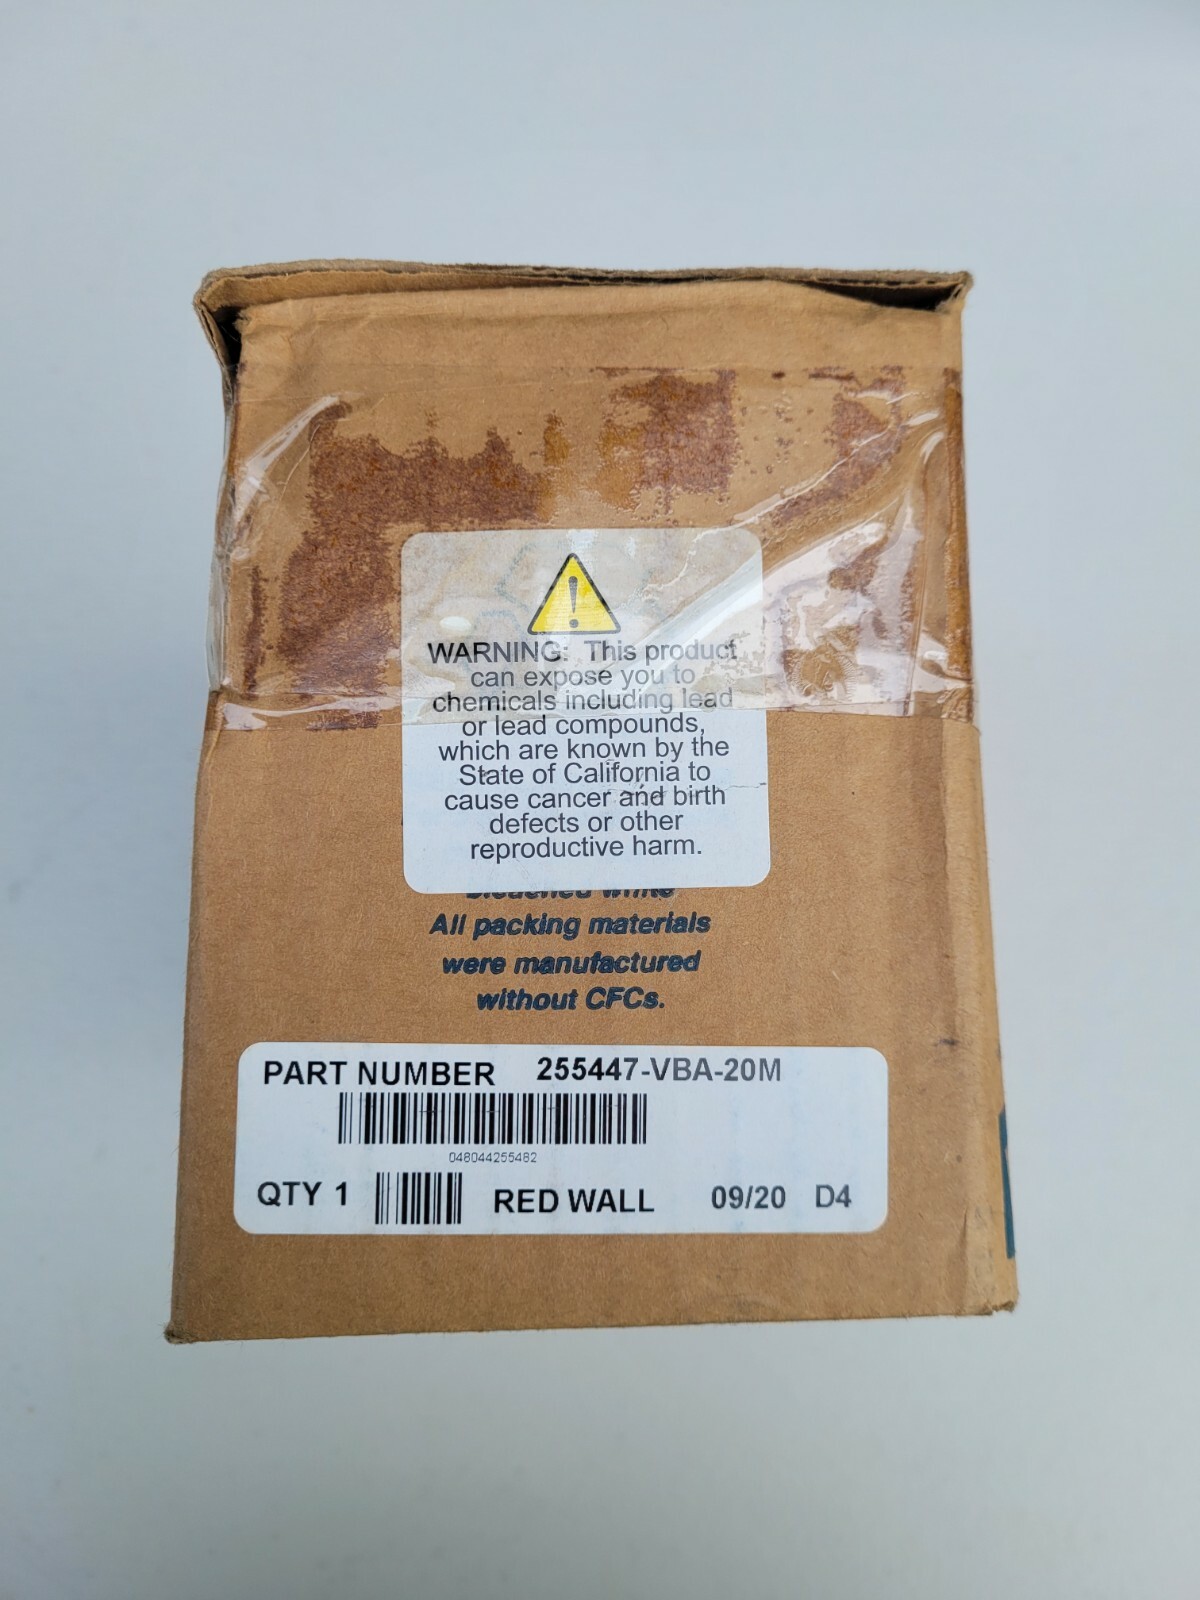 WARNING: This product
can expose you to
chemicals including lead
or lead compounds,
which are known by the
State of California to
cause cancer and birth
defects or other
reproductive harm.
bleached white
All packing materials
were manufactured
without CFCs.
PART NUMBER 255447-VBA-20M
048044255482
QTY 1 RED WALL 09/20 D4